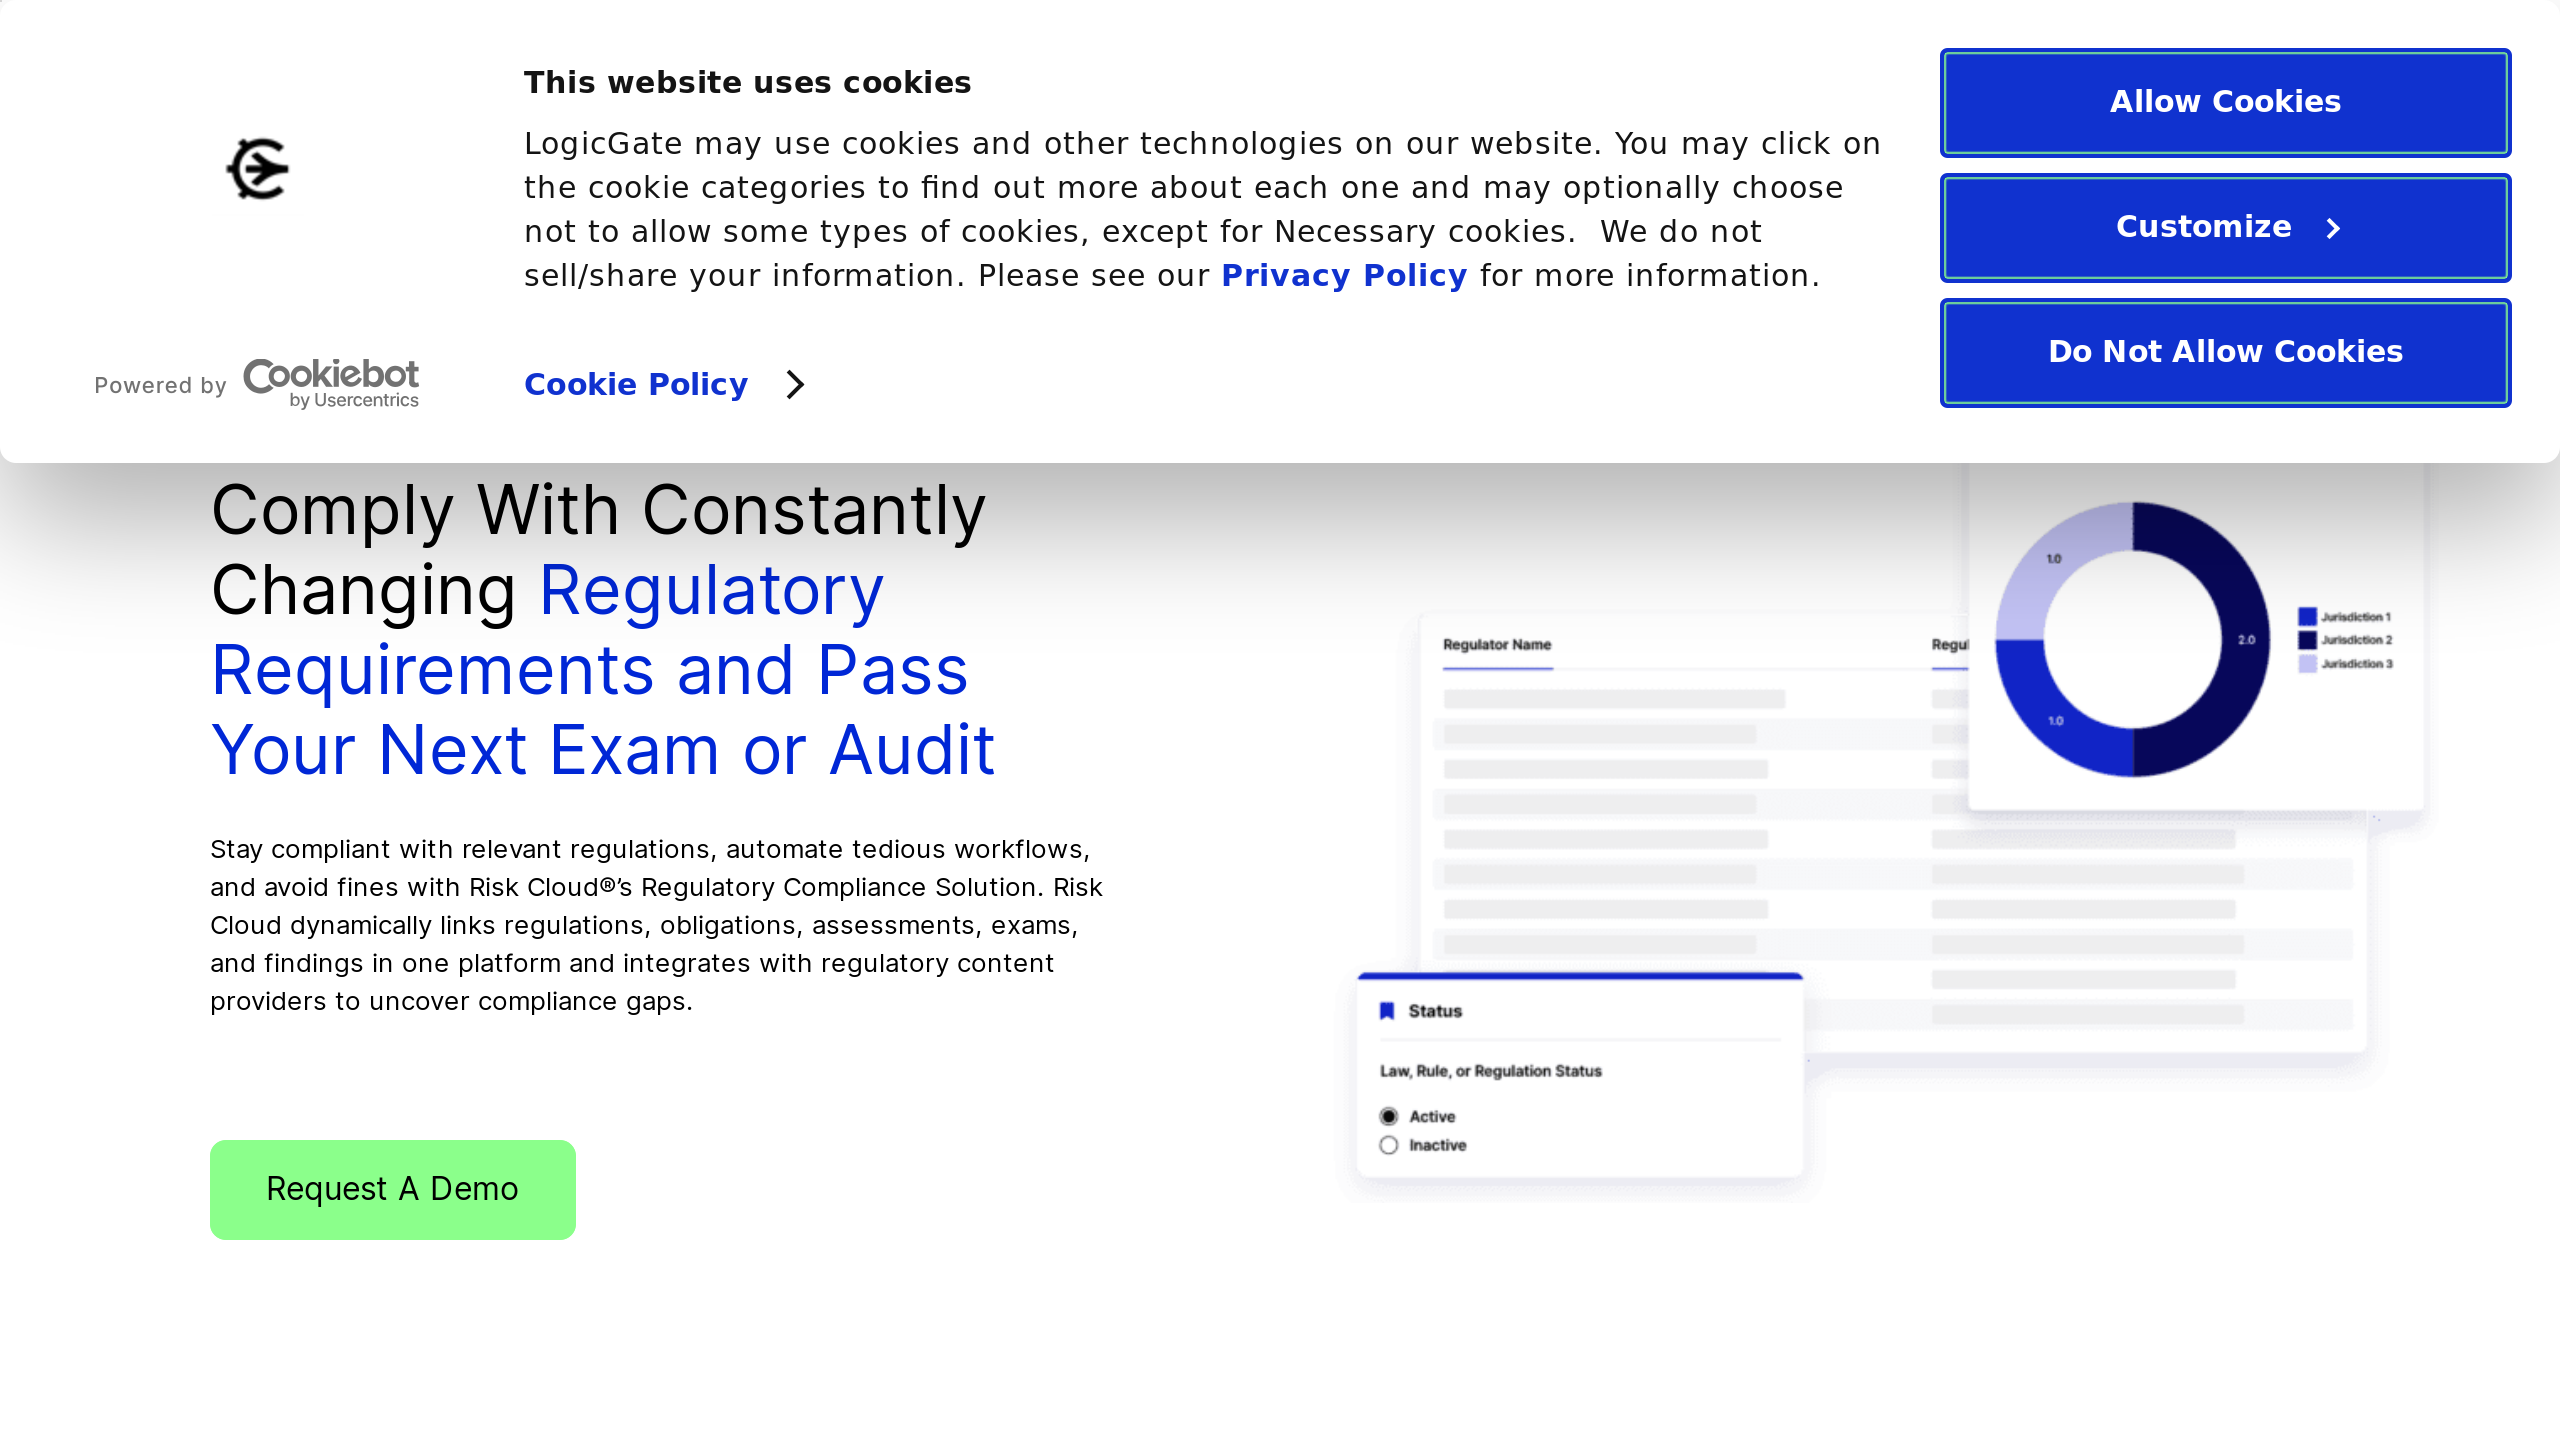 This website uses cookies
LogicGate may use cookies and other technologies on our website. You may click on
the cookie categories to find out more about each one and may optionally choose
not to allow some types of cookies, except for Necessary cookies.  We do not
sell/share your information. Please see our Privacy Policy for more information.
Allow Cookies
Customize
Do Not Allow Cookies
Powered by Cookiebot
by Usercentrics
Cookie Policy
Comply With Constantly
Changing Regulatory
Requirements and Pass
Your Next Exam or Audit
Stay compliant with relevant regulations, automate tedious workflows,
and avoid fines with Risk Cloud®’s Regulatory Compliance Solution. Risk
Cloud dynamically links regulations, obligations, assessments, exams,
and findings in one platform and integrates with regulatory content
providers to uncover compliance gaps.
Request A Demo
1.0
2.0
1.0
Jurisdiction 1
Jurisdiction 2
Jurisdiction 3
Regulator Name
Regul
Status
Law, Rule, or Regulation Status
Active
Inactive